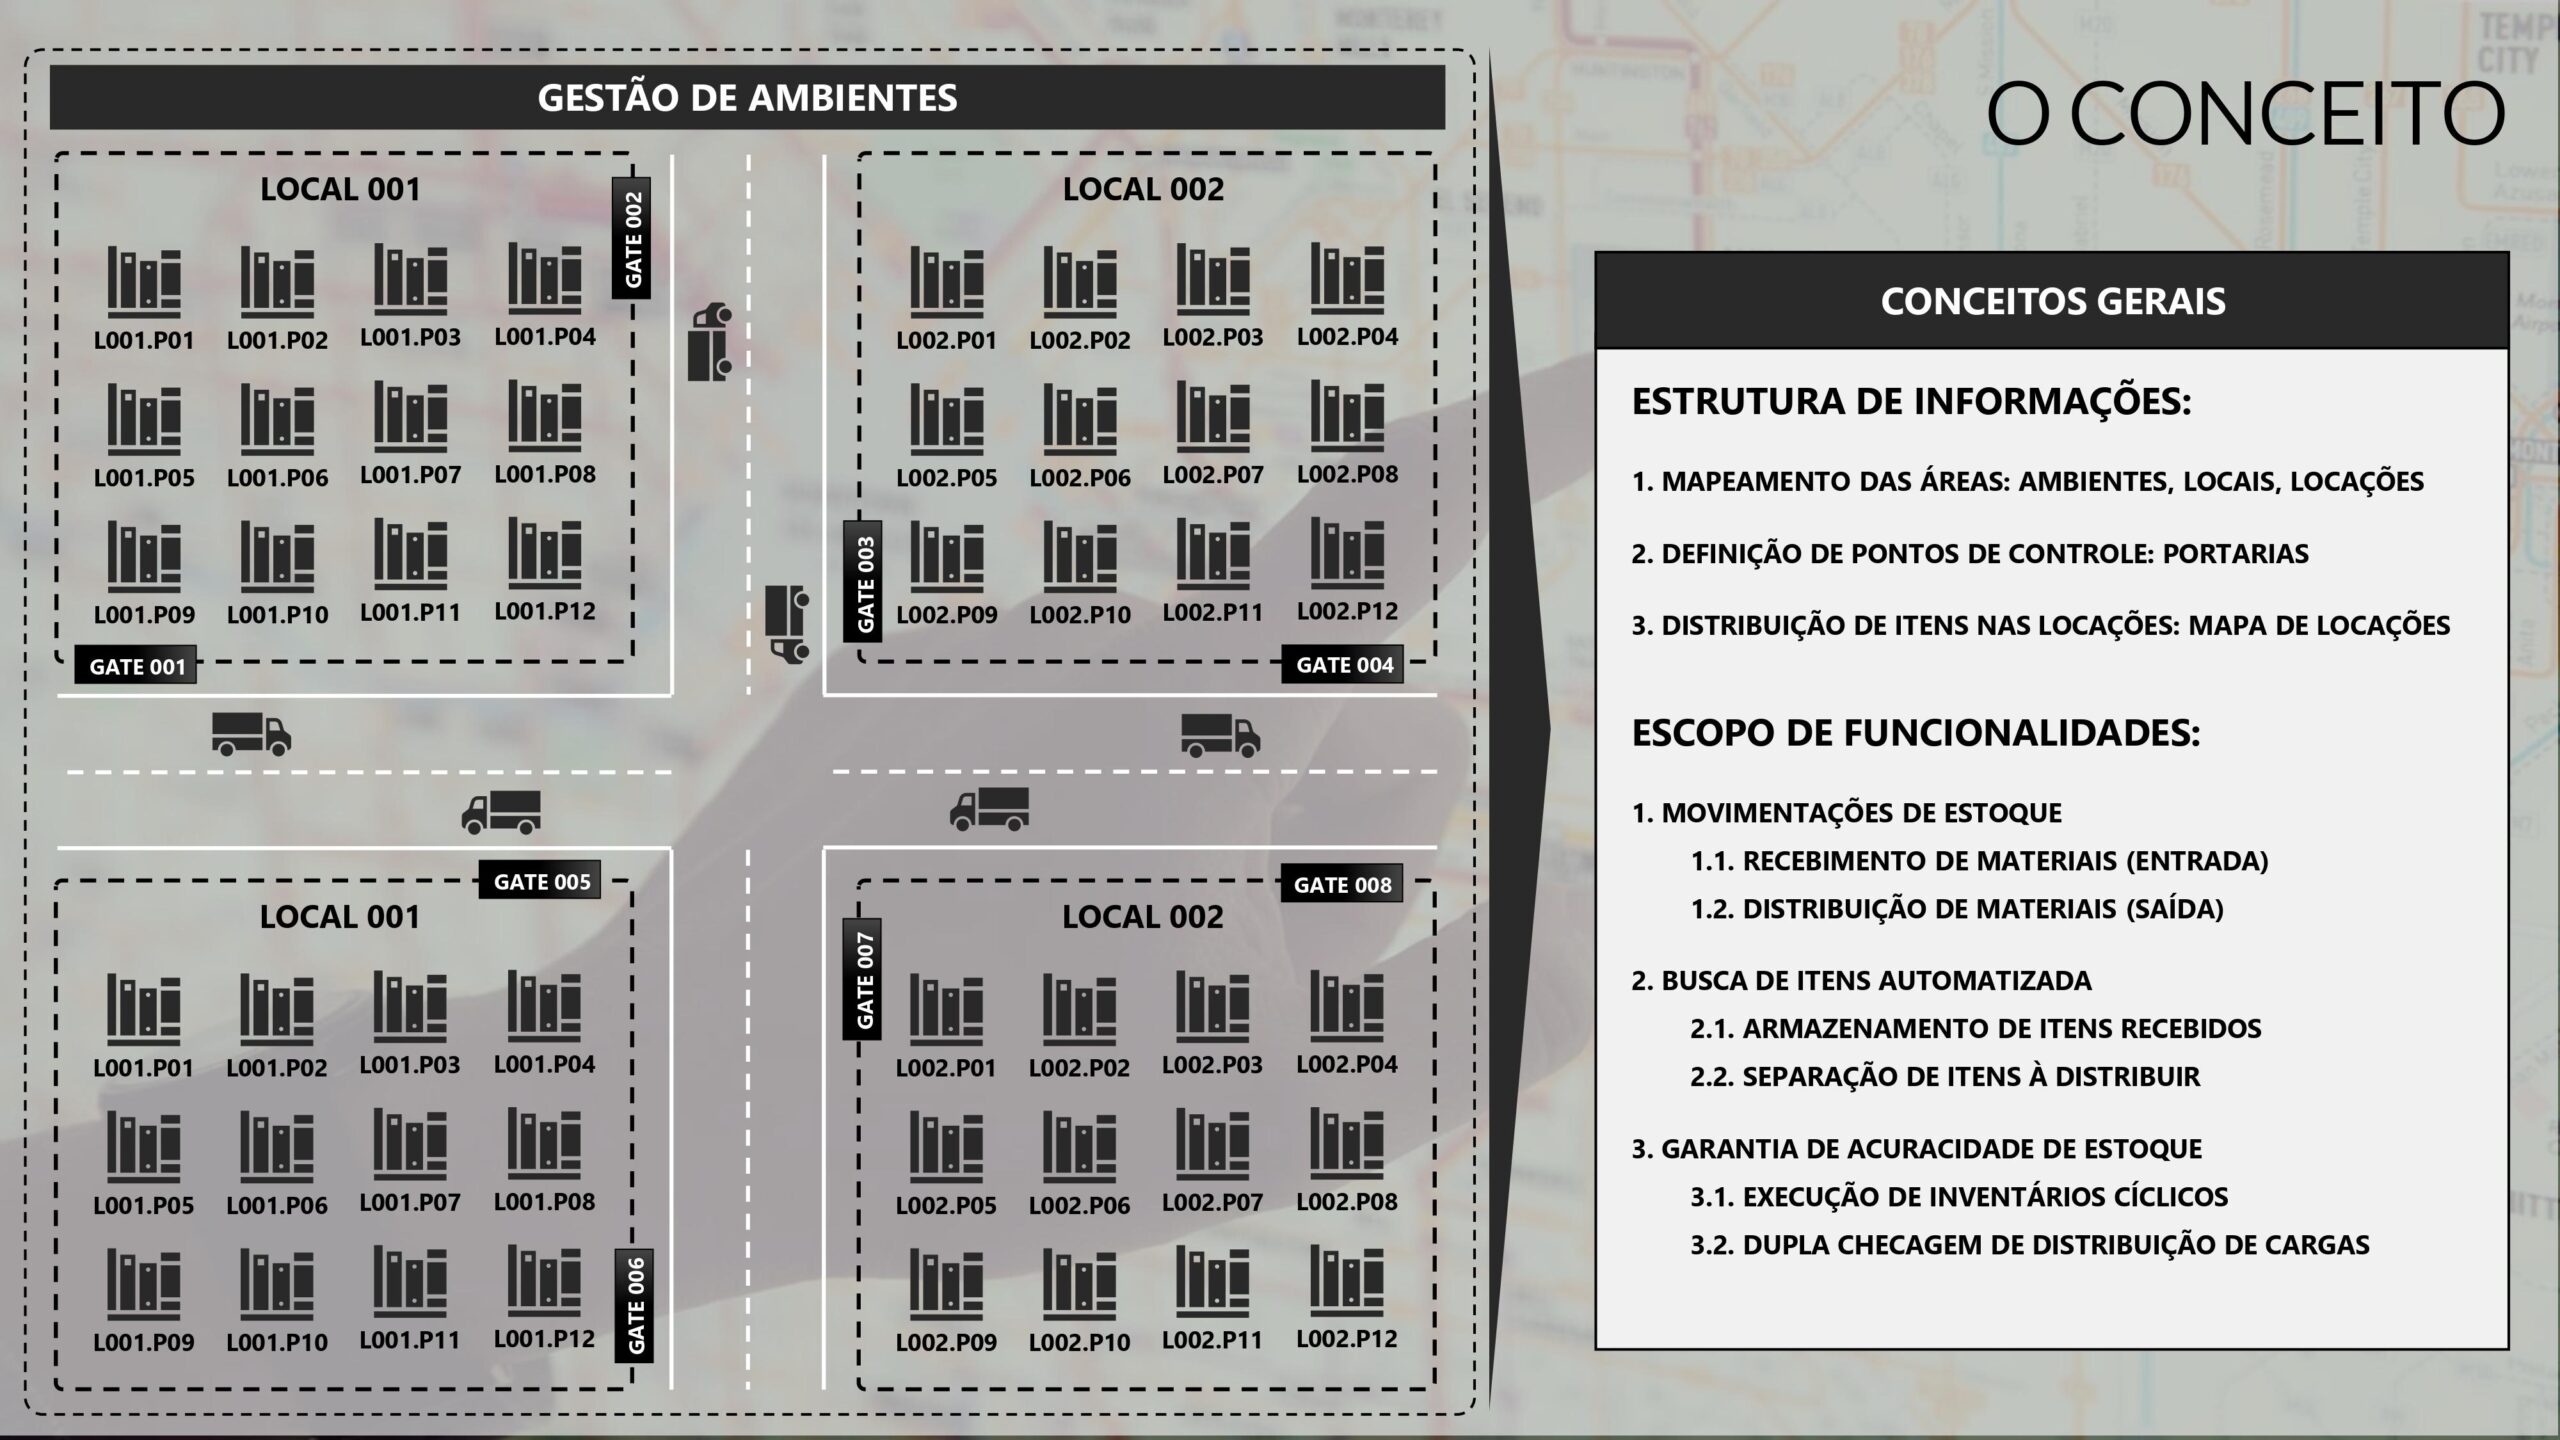 GESTÃO DE AMBIENTES
LOCAL 001
GATE 002
L001.P01 L001.P02 L001.P03 L001.P04
L001.P05 L001.P06 L001.P07 L001.P08
L001.P09 L001.P10 L001.P11 L001.P12
GATE 001
LOCAL 002
L002.P01 L002.P02 L002.P03 L002.P04
L002.P05 L002.P06 L002.P07 L002.P08
GATE 003
L002.P09 L002.P10 L002.P11 L002.P12
GATE 004
GATE 005
LOCAL 001
L001.P01 L001.P02 L001.P03 L001.P04
L001.P05 L001.P06 L001.P07 L001.P08
L001.P09 L001.P10 L001.P11 L001.P12
GATE 006
GATE 008
LOCAL 002
GATE 007
L002.P01 L002.P02 L002.P03 L002.P04
L002.P05 L002.P06 L002.P07 L002.P08
L002.P09 L002.P10 L002.P11 L002.P12
O CONCEITO
CONCEITOS GERAIS
ESTRUTURA DE INFORMAÇÕES:
1. MAPEAMENTO DAS ÁREAS: AMBIENTES, LOCAIS, LOCAÇÕES
2. DEFINIÇÃO DE PONTOS DE CONTROLE: PORTARIAS
3. DISTRIBUIÇÃO DE ITENS NAS LOCAÇÕES: MAPA DE LOCAÇÕES
ESCOPO DE FUNCIONALIDADES:
1. MOVIMENTAÇÕES DE ESTOQUE
1.1. RECEBIMENTO DE MATERIAIS (ENTRADA)
1.2. DISTRIBUIÇÃO DE MATERIAIS (SAÍDA)
2. BUSCA DE ITENS AUTOMATIZADA
2.1. ARMAZENAMENTO DE ITENS RECEBIDOS
2.2. SEPARAÇÃO DE ITENS À DISTRIBUIR
3. GARANTIA DE ACURACIDADE DE ESTOQUE
3.1. EXECUÇÃO DE INVENTÁRIOS CÍCLICOS
3.2. DUPLA CHECAGEM DE DISTRIBUIÇÃO DE CARGAS
MONTEREY
HUNTINGTON
CITY
Rosemead
Temple City